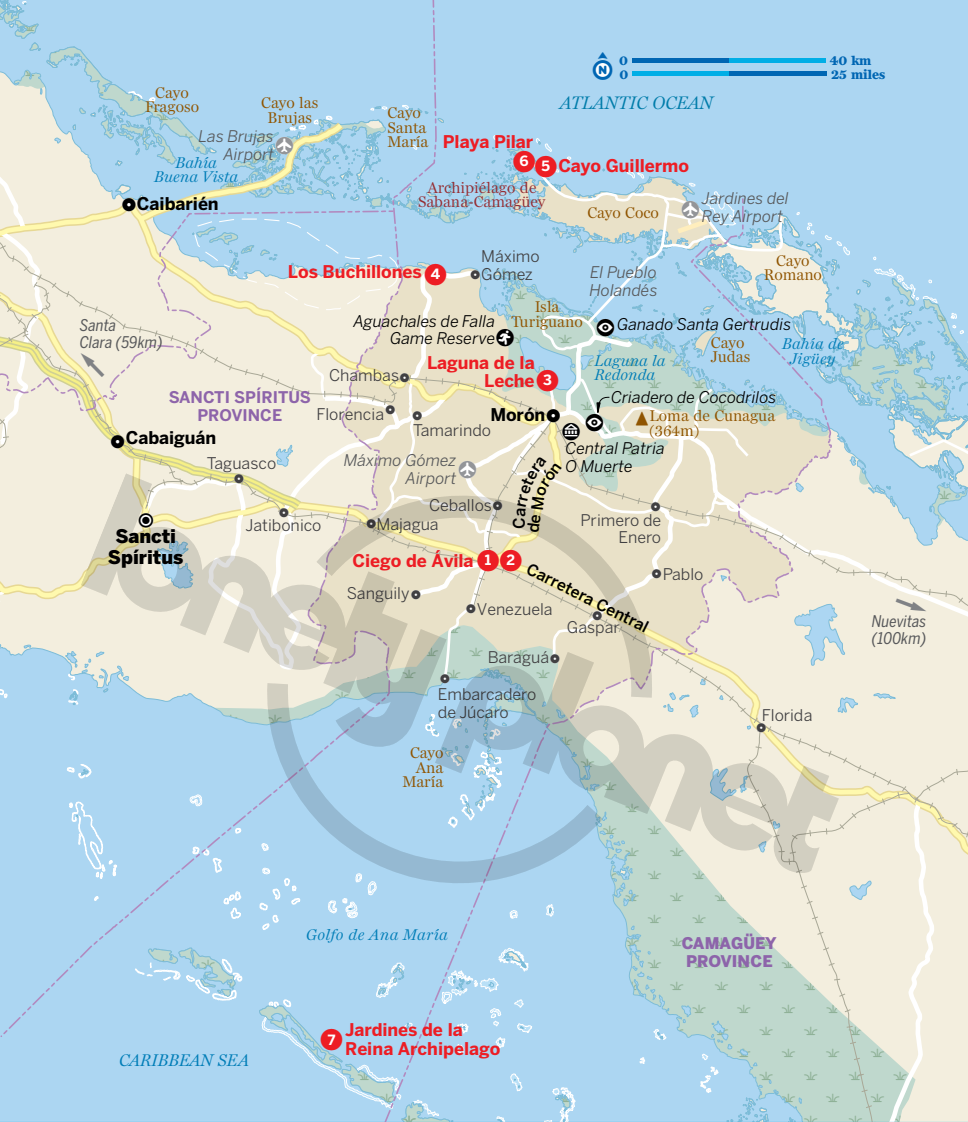 0
40 km
N
0
25 miles
ATLANTIC OCEAN
Cayo
Fragoso
Cayo las
Brujas
Cayo
Santa
María
Las Brujas
Airport
Bahía
Buena Vista
Playa Pilar
6
5
Cayo Guillermo
Archipiélago de
Sabana-Camagüey
Cayo Coco
Jardines del
Rey Airport
Caibarién
Máximo
Gómez
Los Buchillones
4
El Pueblo
Holandés
Cayo
Romano
Isla
Turiguano
Aguachales de Falla
Game Reserve
Ganado Santa Gertrudis
Santa
Clara (59km)
Cayo
Judas
Bahía de
Jigüey
Laguna la
Redonda
Laguna de la
Leche
3
Chambas
SANCTI SPÍRITUS
PROVINCE
Criadero de Cocodrilos
Florencia
Tamarindo
Morón
Loma de Cunagua
(364m)
Cabaiguán
Central Patria
O Muerte
Taguasco
Máximo Gómez
Airport
Carretera
de Morón
Ceballos
Jatibonico
Majagua
Primero de
Enero
Sancti
Spíritus
Ciego de Ávila
1
2
Carretera Central
Pablo
Sanguily
Venezuela
Gaspar
Nuevitas
(100km)
Baraguá
Embarcadero
de Júcaro
Florida
Cayo
Ana
María
lonely planet
Golfo de Ana María
CAMAGÜEY
PROVINCE
7
Jardines de la
Reina Archipelago
CARIBBEAN SEA